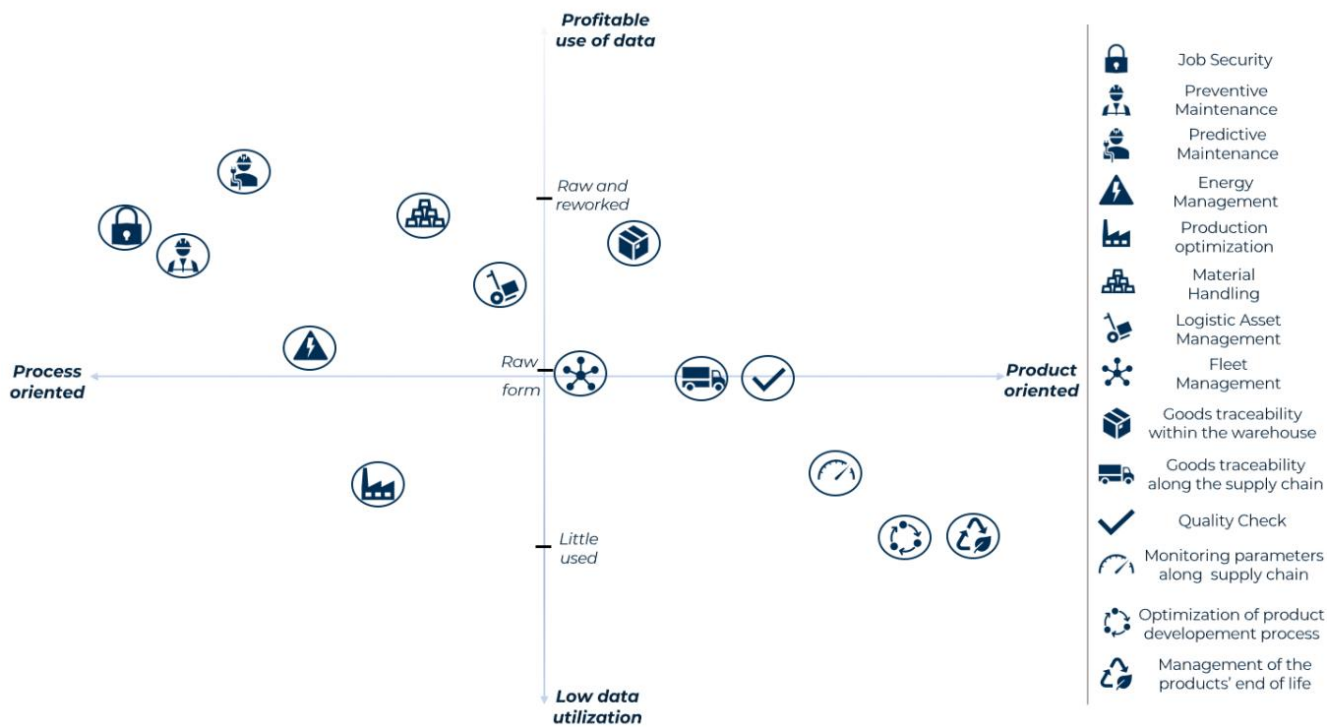 Profitable
use of data
Raw and
reworked
Process
oriented
Raw
form
Product
oriented
Little
used
Low data
utilization
Job Security
Preventive
Maintenance
Predictive
Maintenance
Energy
Management
Production
optimization
Material
Handling
Logistic Asset
Management
Fleet
Management
Goods traceability
within the warehouse
Goods traceability
along the supply chain
Quality Check
Monitoring parameters
along supply chain
Optimization of product
developement process
Management of the
products' end of life